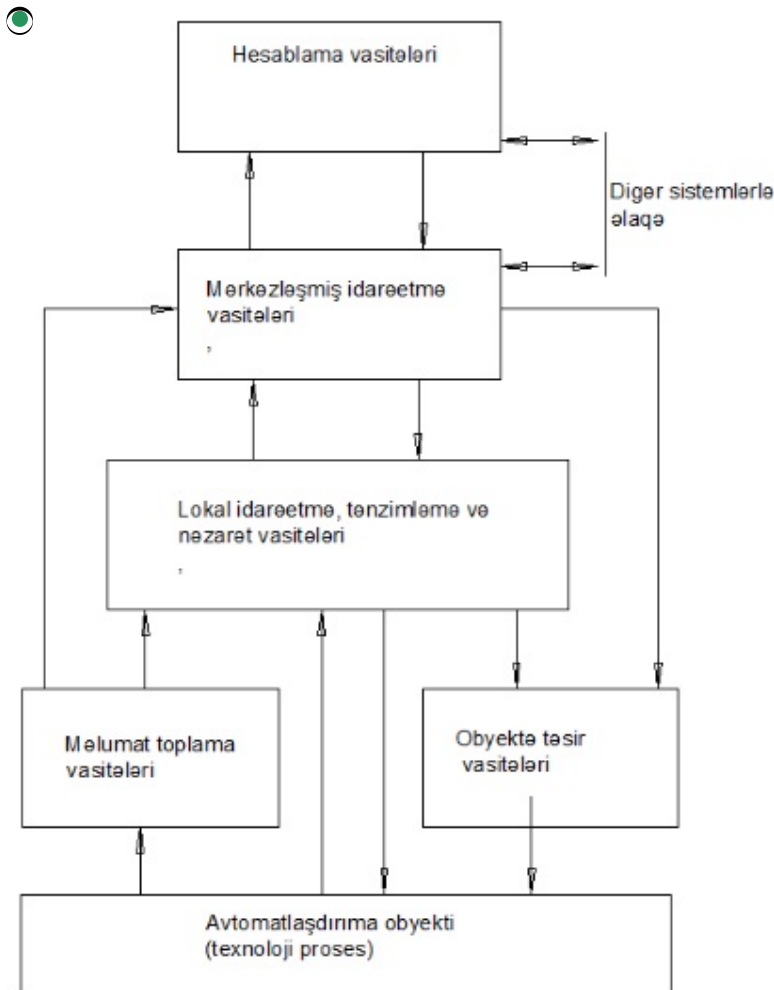 Hesablama vasitələri
Digər sistemlərlə
əlaqə
Mərkəzləşmiş idarəetmə
vasitələri
,
Lokal idarəetmə, tənzimləmə və
nəzarət vasitələri
,
Məlumat toplama
vasitələri
Obyektə təsir
vasitələri
Avtomatlaşdırıma obyekti
(texnoloji proses)